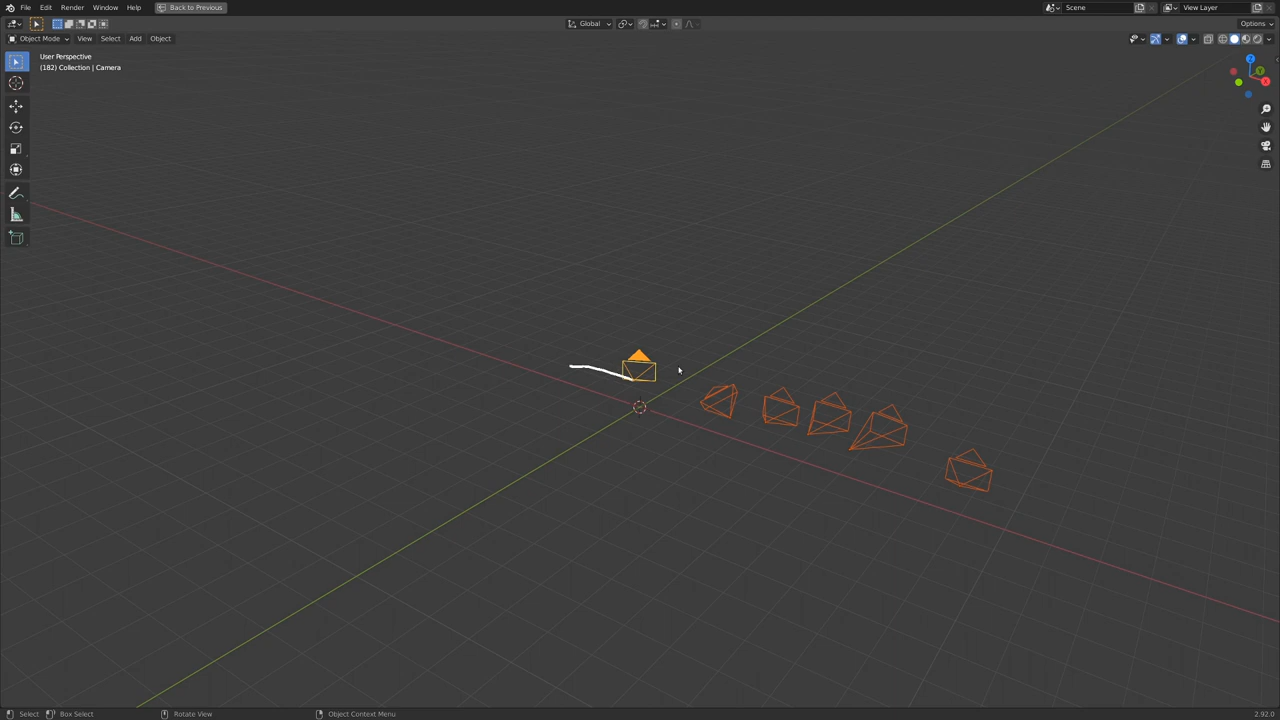 File Edit Render Window Help Back to Previous Scene View Layer
Global Options
Object Mode View Select Add Object
User Perspective
(182) Collection | Camera
Z
Y
X
Select Box Select Rotate View Object Context Menu 2.92.0